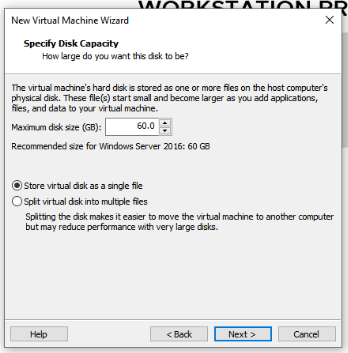 WORKSTATION PR
New Virtual Machine Wizard
Specify Disk Capacity
How large do you want this disk to be?
The virtual machine's hard disk is stored as one or more files on the host computer's
physical disk. These file(s) start small and become larger as you add applications,
files, and data to your virtual machine.
Maximum disk size (GB): 60.0
Recommended size for Windows Server 2016: 60 GB
Store virtual disk as a single file
Split virtual disk into multiple files
Splitting the disk makes it easier to move the virtual machine to another computer
but may reduce performance with very large disks.
Help < Back Next > Cancel